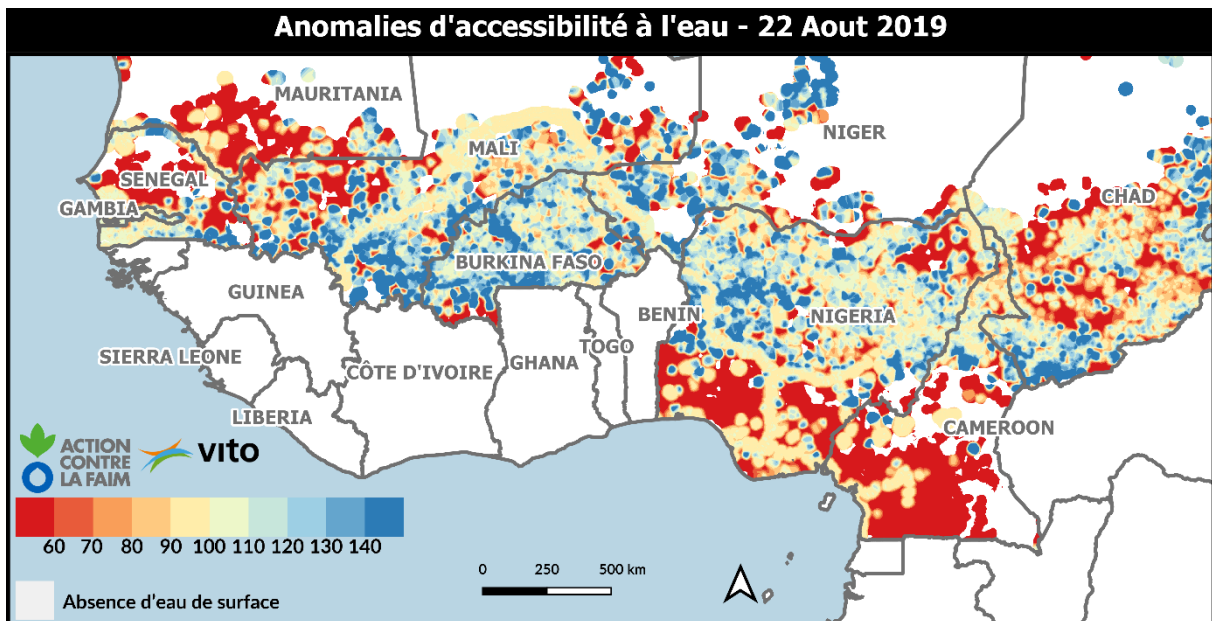 Anomalies d'accessibilité à l'eau - 22 Aout 2019
MAURITANIA
NIGER
MALI
SENEGAL
CHAD
GAMBIA
BURKINA FASO
GUINEA
BENIN
NIGERIA
SIERRA LEONE
TOGO
CÔTE D'IVOIRE
GHANA
LIBERIA
CAMEROON
ACTION
CONTRE
LA FAIM
vito
60 70 80 90 100 110 120 130 140
0 250 500 km
Absence d'eau de surface